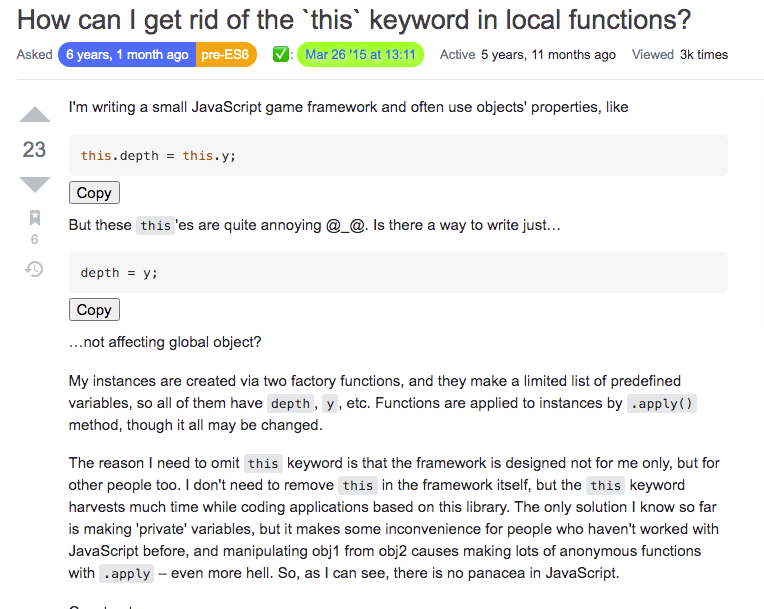 How can I get rid of the `this` keyword in local functions?
Asked 6 years, 1 month ago pre-ES6 ✅: Mar 26 '15 at 13:11 Active 5 years, 11 months ago Viewed 3k times
I'm writing a small JavaScript game framework and often use objects' properties, like
23
this.depth = this.y;
Copy
But these this'es are quite annoying @_@. Is there a way to write just…
6
depth = y;
Copy
…not affecting global object?
My instances are created via two factory functions, and they make a limited list of predefined
variables, so all of them have depth, y, etc. Functions are applied to instances by .apply()
method, though it all may be changed.
The reason I need to omit this keyword is that the framework is designed not for me only, but for
other people too. I don't need to remove this in the framework itself, but the this keyword
harvests much time while coding applications based on this library. The only solution I know so far
is making 'private' variables, but it makes some inconvenience for people who haven't worked with
JavaScript before, and manipulating obj1 from obj2 causes making lots of anonymous functions
with .apply – even more hell. So, as I can see, there is no panacea in JavaScript.